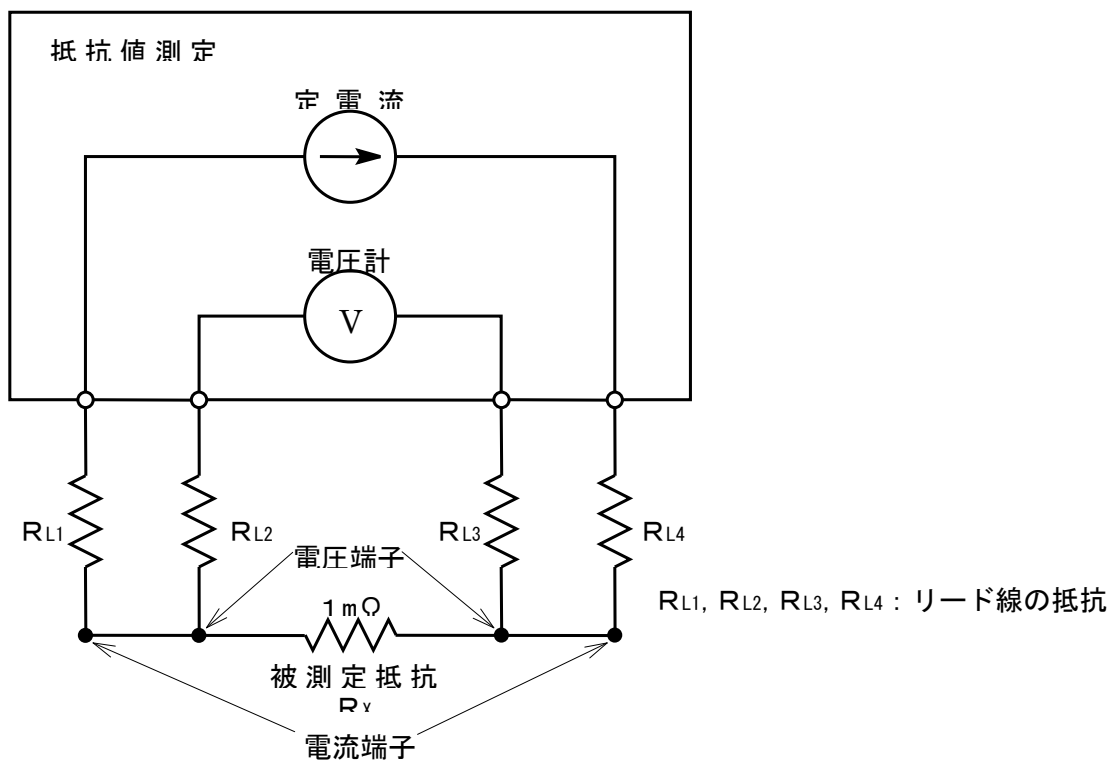 抵抗値測定
定電流
電圧計
V
RL1
RL2
RL3
RL4
電圧端子
1mΩ
RL1, RL2, RL3, RL4 : リード線の抵抗
被測定抵抗
RX
電流端子